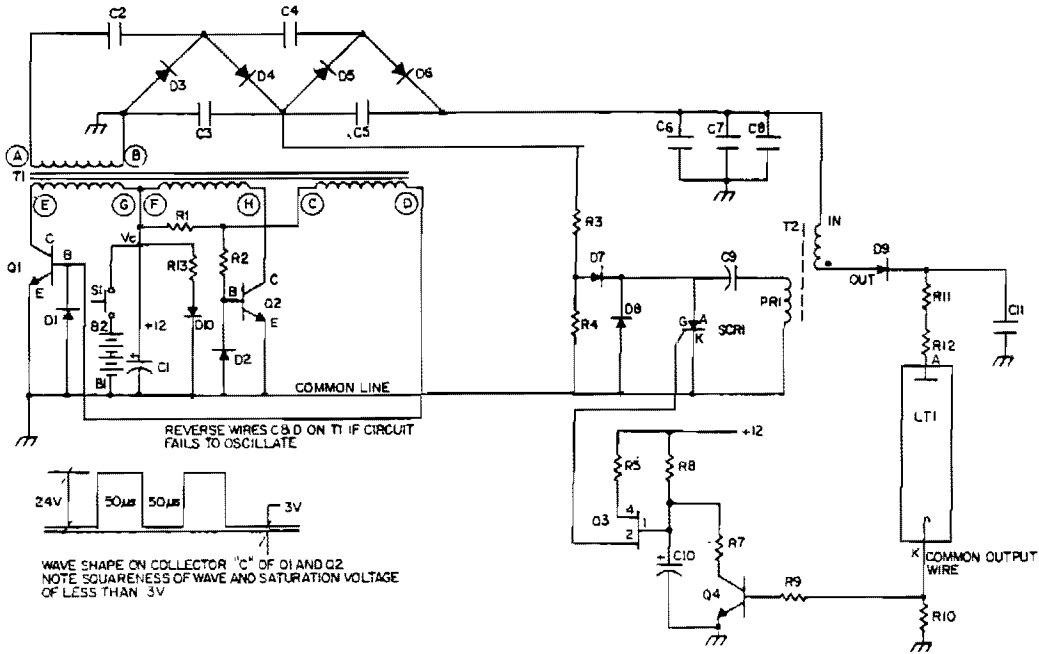 C2
C4
D3
D4
D5
D6
C3
C5
C6
C7
C8
A
B
T1
E
G
F
H
C
D
R1
R2
R3
R4
T2
IN
C9
D7
D8
PR1
D9
OUT
R11
R12
C11
A
LT1
K
Vc
R13
Q1
C
B
E
S1
D1
B2
B1
+12
C1
D10
C
B
Q2
E
D2
G
A
K
SCR1
COMMON LINE
REVERSE WIRES C & D ON T1 IF CIRCUIT
FAILS TO OSCILLATE
+12
R5
R8
Q3
4
1
2
C10
R7
Q4
R9
R10
COMMON OUTPUT
WIRE
24V
50µs
50µs
3V
WAVE SHAPE ON COLLECTOR "C" OF Q1 AND Q2
NOTE SQUARENESS OF WAVE AND SATURATION VOLTAGE
OF LESS THAN 3V